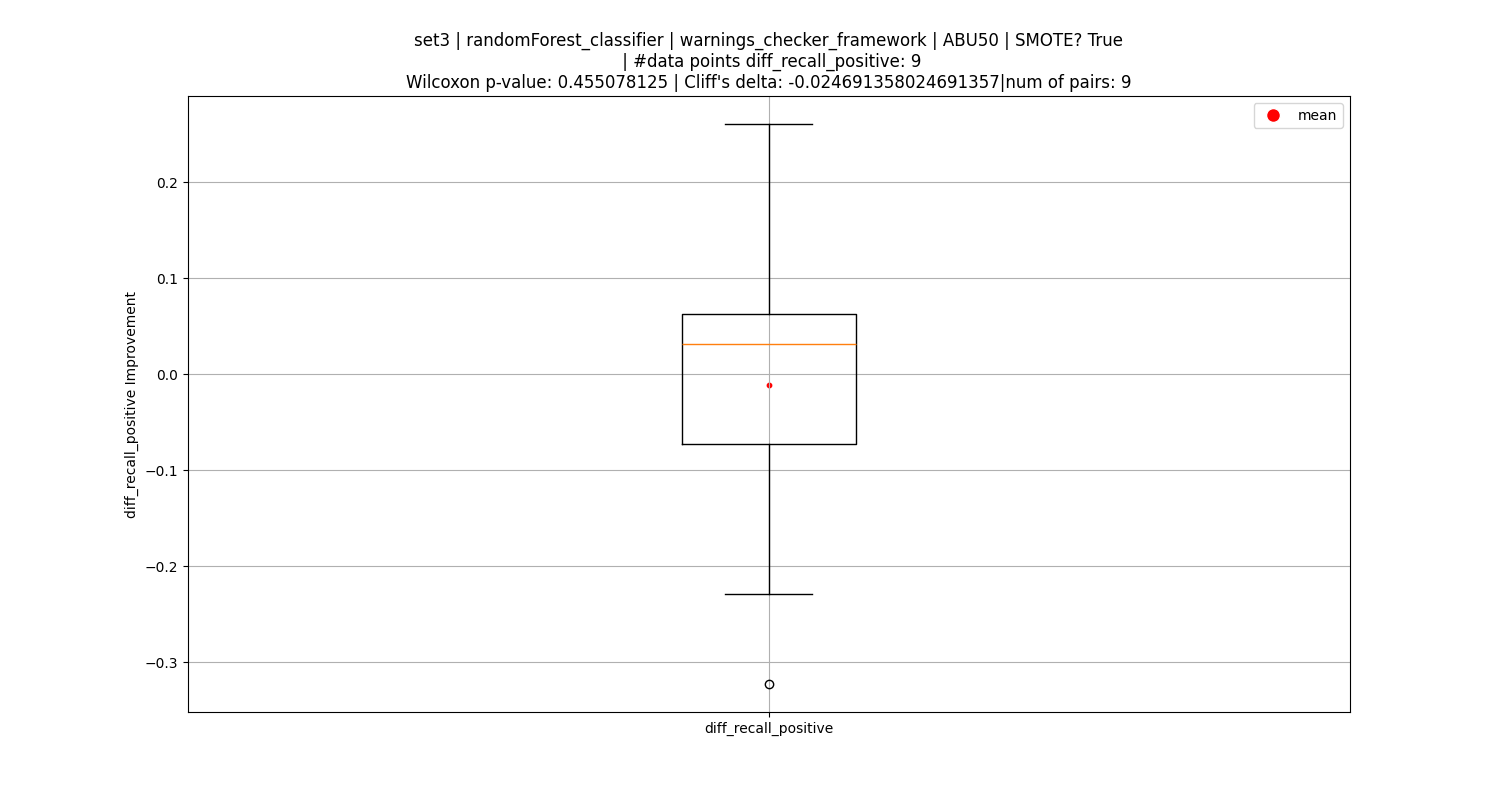 set3 | randomForest_classifier | warnings_checker_framework | ABU50 | SMOTE? True
| #data points diff_recall_positive: 9
Wilcoxon p-value: 0.455078125 | Cliff's delta: -0.024691358024691357|num of pairs: 9
mean
0.2
0.1
0.0
−0.1
−0.2
−0.3
diff_recall_positive Improvement
diff_recall_positive